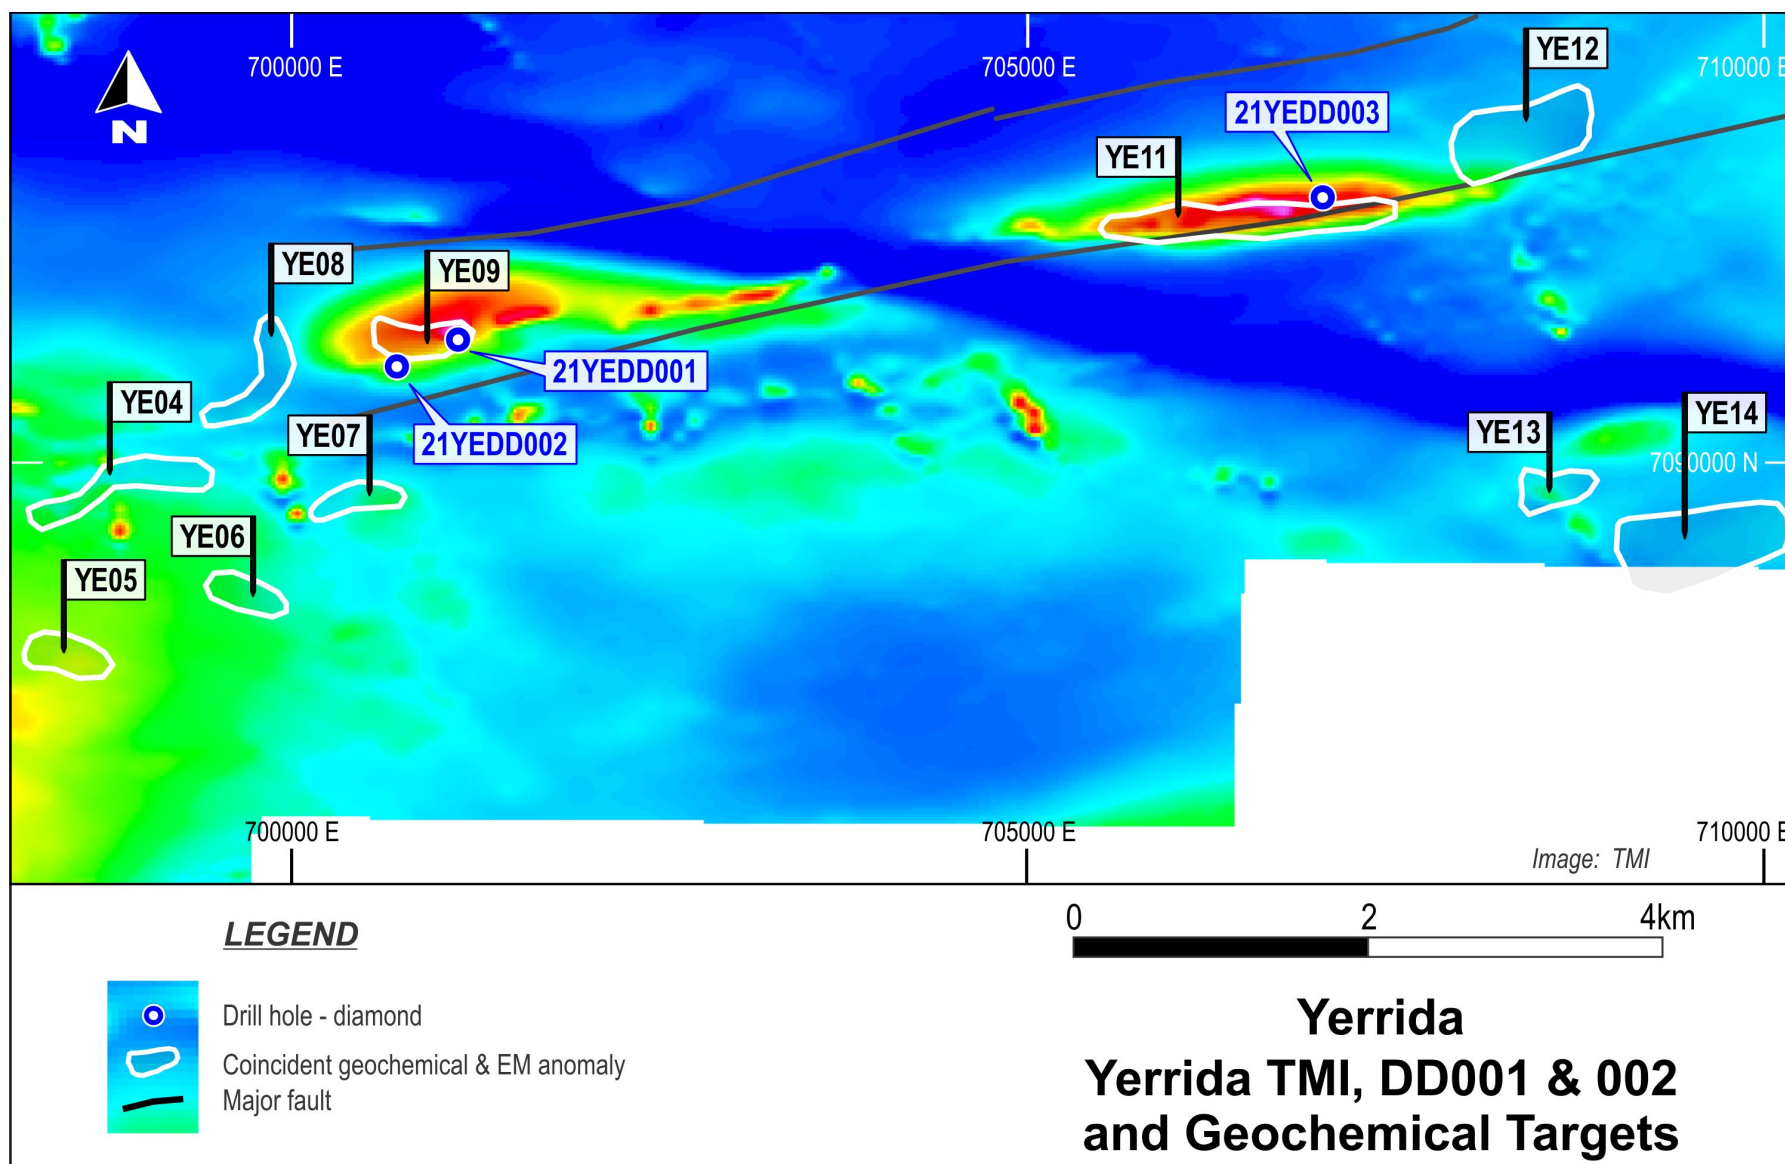 700000 E
705000 E
710000 E
N
YE12
21YEDD003
YE11
YE08
YE09
21YEDD001
YE04
YE07
21YEDD002
YE13
YE14
7090000 N
YE06
YE05
700000 E
705000 E
710000 E
Image: TMI
LEGEND
Drill hole - diamond
Coincident geochemical & EM anomaly
Major fault
0 2 4km
Yerrida
Yerrida TMI, DD001 & 002
and Geochemical Targets